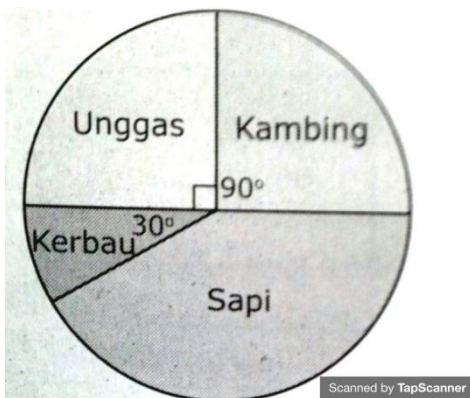 Unggas
Kambing
90°
30°
Kerbau
Sapi
Scanned by TapScanner